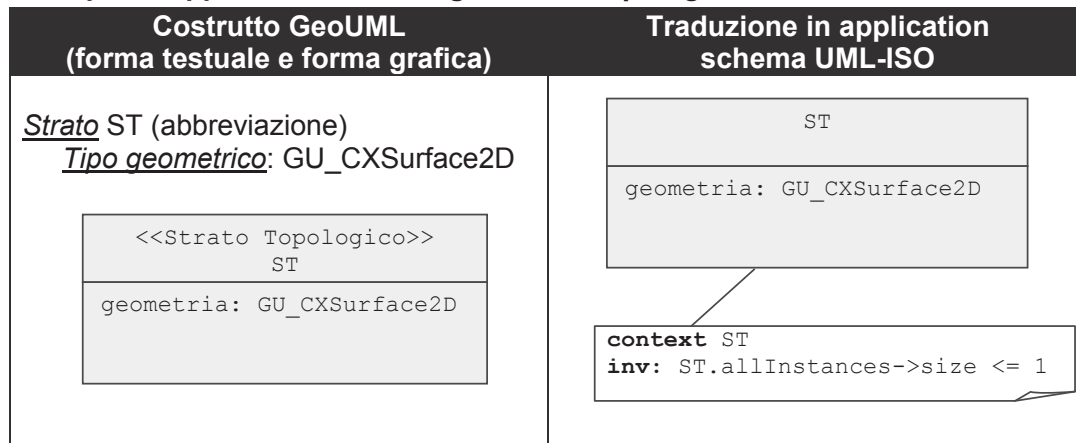 Costrutto GeoUML
(forma testuale e forma grafica)
Traduzione in application
schema UML-ISO
Strato ST (abbreviazione)
Tipo geometrico: GU_CXSurface2D
<<Strato Topologico>>
ST
geometria: GU_CXSurface2D
ST
geometria: GU_CXSurface2D
context ST
inv: ST.allInstances->size <= 1